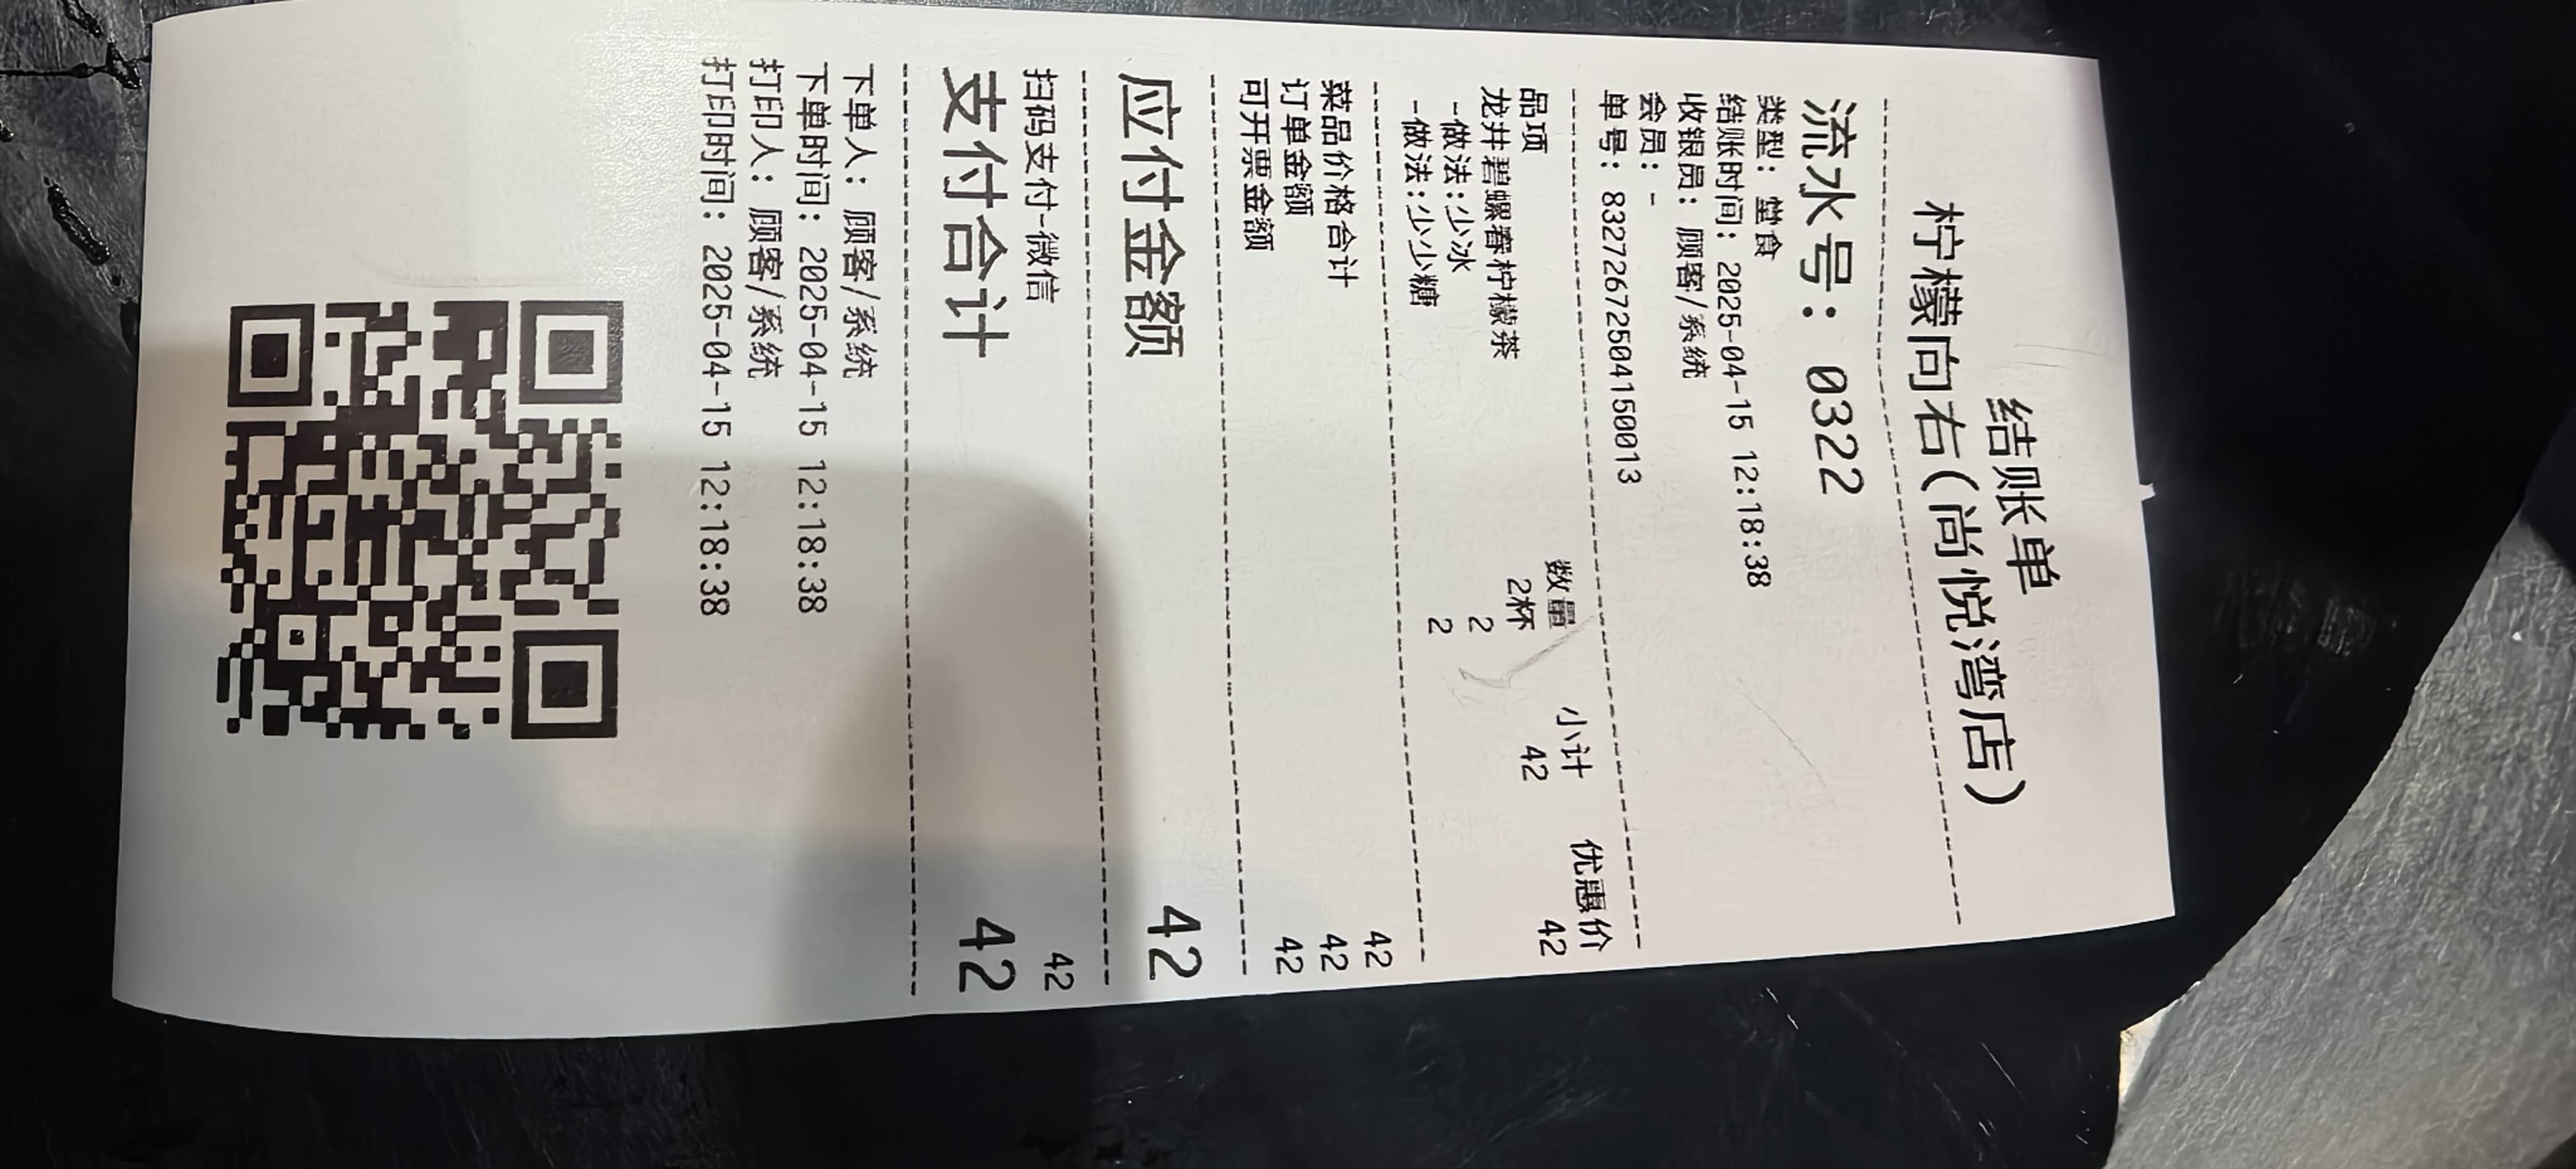 结账单
柠檬向右(尚悦湾店)
流水号: 0322
类型: 堂食
结账时间: 2025-04-15 12:18:38
收银员: 顾客/系统
会员: -
单号: 83272672504150013
品项 数量 小计 优惠价
龙井碧螺春柠檬茶 2杯 42 42
-做法:少冰 2
-做法:少少糖 2
菜品价格合计 42
订单金额 42
可开票金额 42
应付金额 42
扫码支付-微信 42
支付合计 42
下单人: 顾客/系统
下单时间: 2025-04-15 12:18:38
打印人: 顾客/系统
打印时间: 2025-04-15 12:18:38